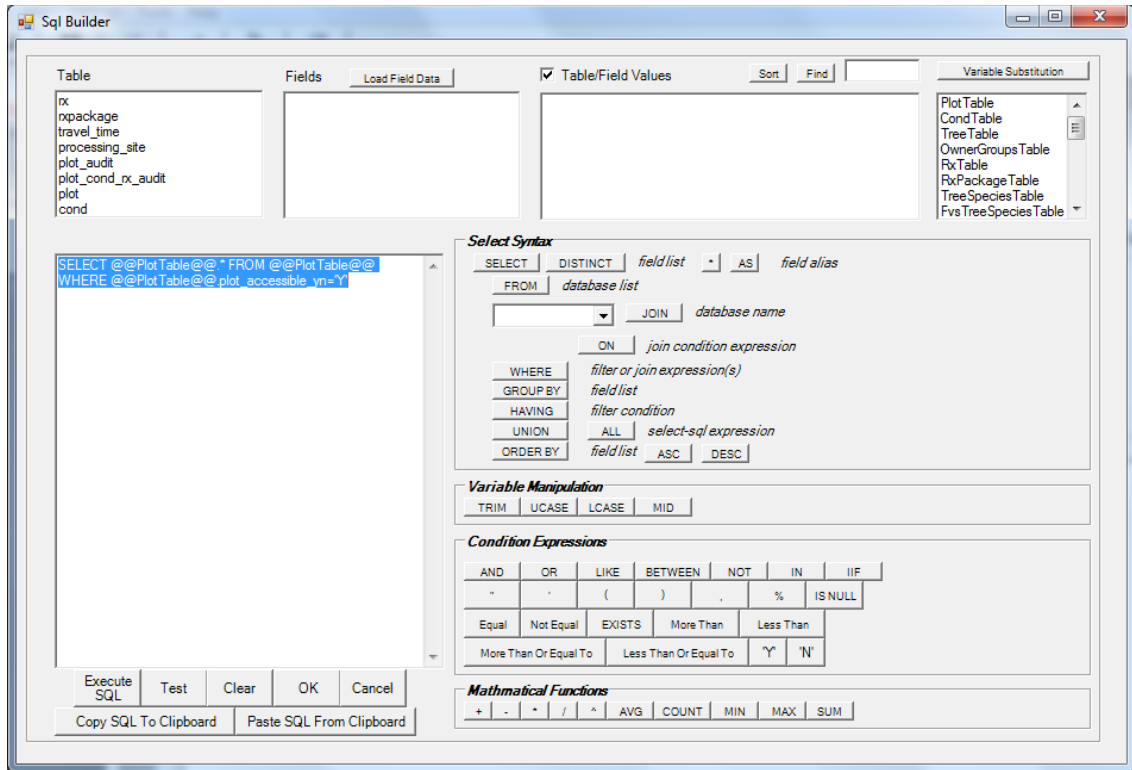 Sql Builder
Table
Fields
Load Field Data
Table/Field Values
Sort
Find
Variable Substitution
rx
rxpackage
travel_time
processing_site
plot_audit
plot_cond_rx_audit
plot
cond
PlotTable
CondTable
TreeTable
OwnerGroupsTable
RxTable
RxPackageTable
TreeSpeciesTable
FvsTreeSpeciesTable
SELECT @@PlotTable@@.* FROM @@PlotTable@@
WHERE @@PlotTable@@.plot_accessible_yn='Y'
Select Syntax
SELECT DISTINCT field list * AS field alias
FROM database list
JOIN database name
ON join condition expression
WHERE filter or join expression(s)
GROUP BY field list
HAVING filter condition
UNION ALL select-sql expression
ORDER BY field list ASC DESC
Variable Manipulation
TRIM UCASE LCASE MID
Condition Expressions
AND OR LIKE BETWEEN NOT IN IIF
" ' ( ) , % IS NULL
Equal Not Equal EXISTS More Than Less Than
More Than Or Equal To Less Than Or Equal To 'Y' 'N'
Mathmatical Functions
+ - * / ^ AVG COUNT MIN MAX SUM
Execute
SQL
Test
Clear
OK
Cancel
Copy SQL To Clipboard
Paste SQL From Clipboard